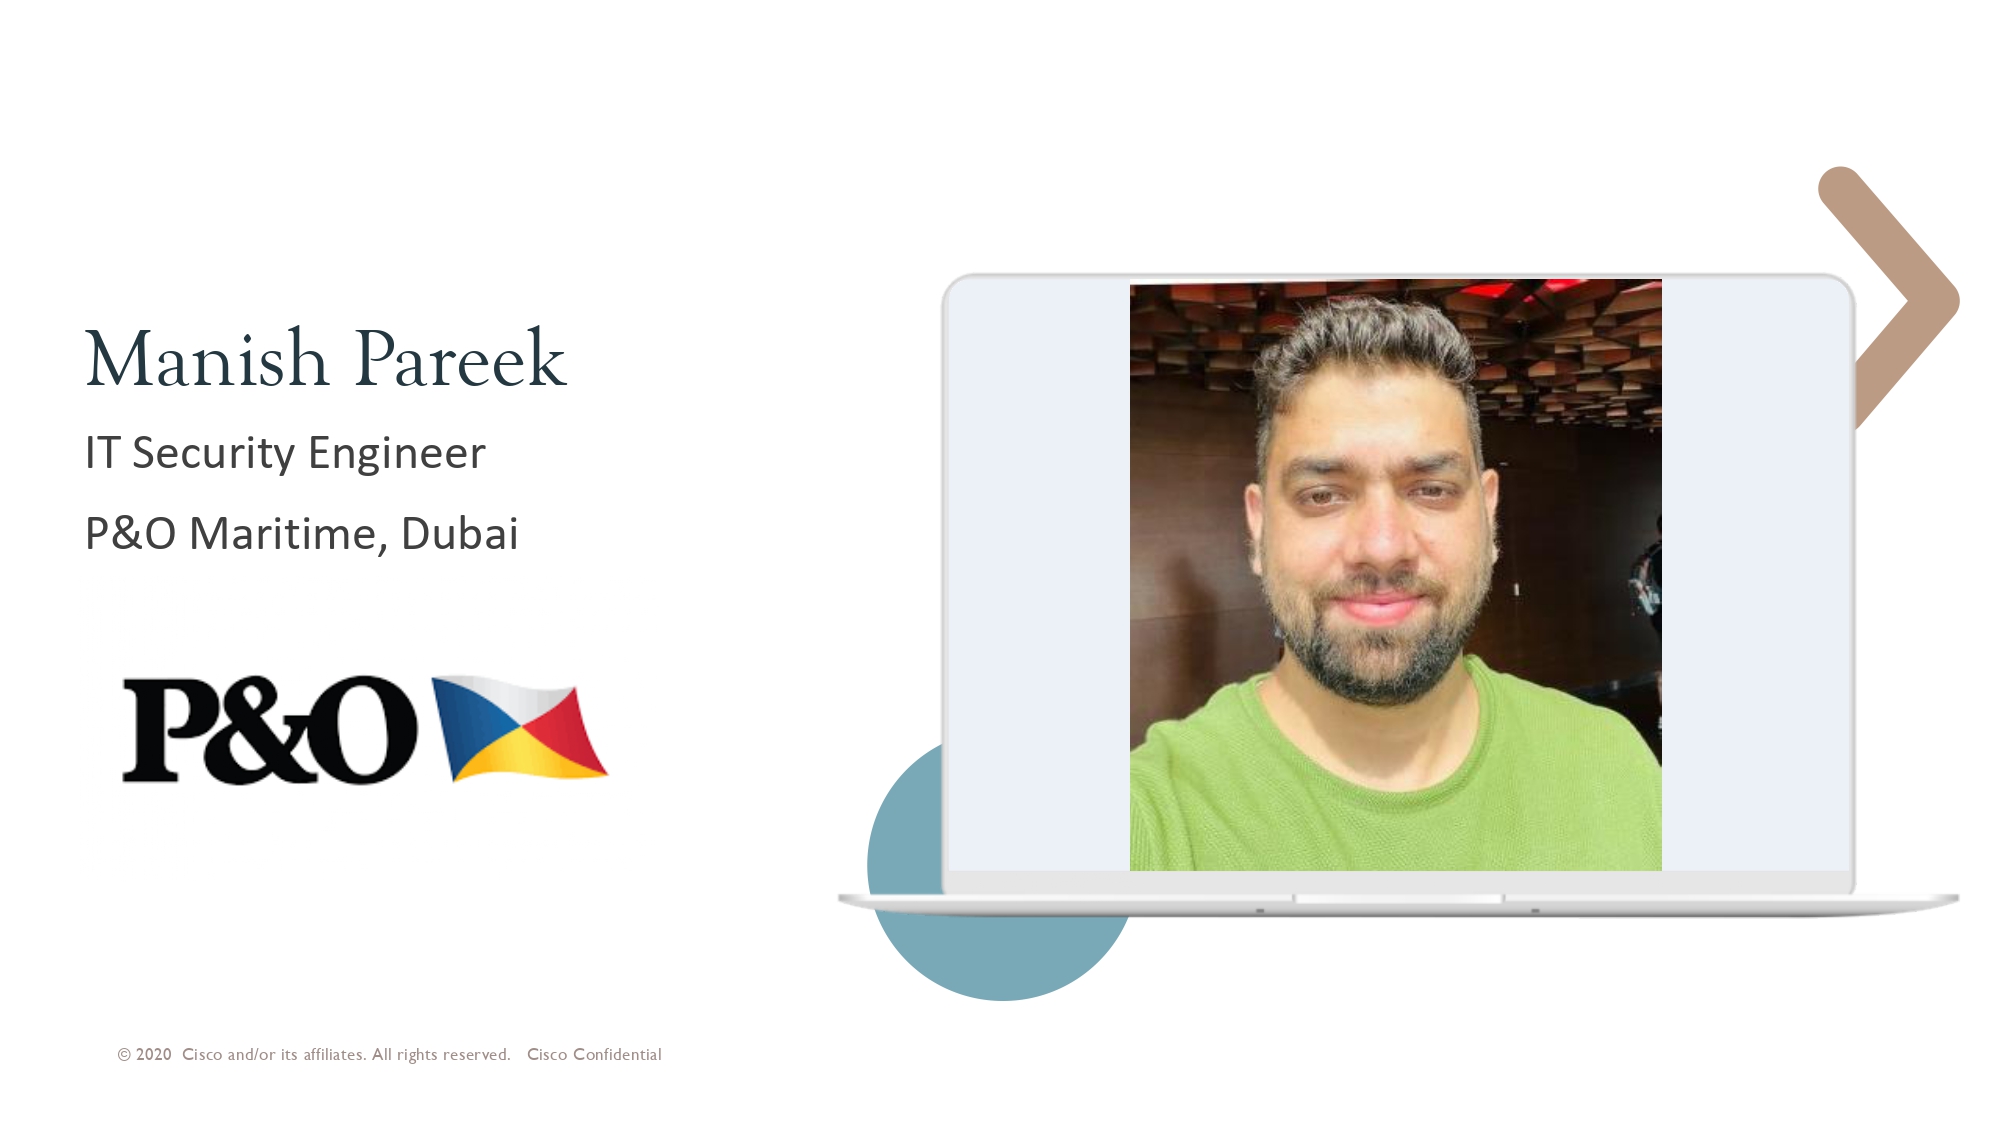 Manish Pareek
IT Security Engineer
P&O Maritime, Dubai
P&O
© 2020  Cisco and/or its affiliates. All rights reserved.   Cisco Confidential